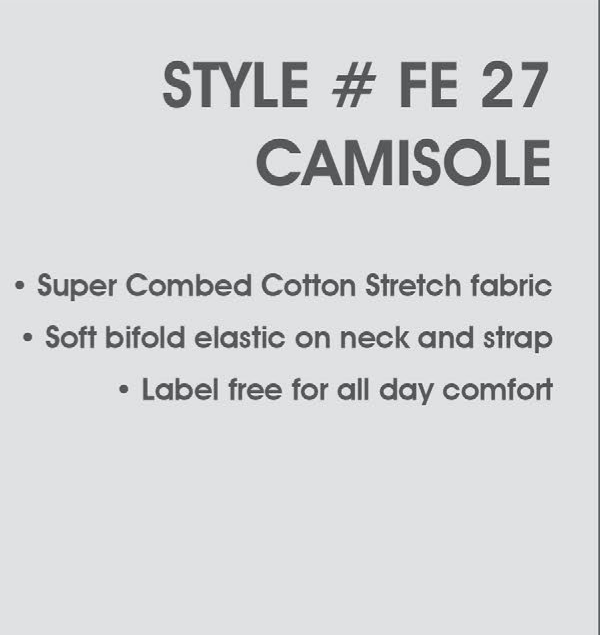 STYLE # FE 27
CAMISOLE
• Super Combed Cotton Stretch fabric
• Soft bifold elastic on neck and strap
• Label free for all day comfort